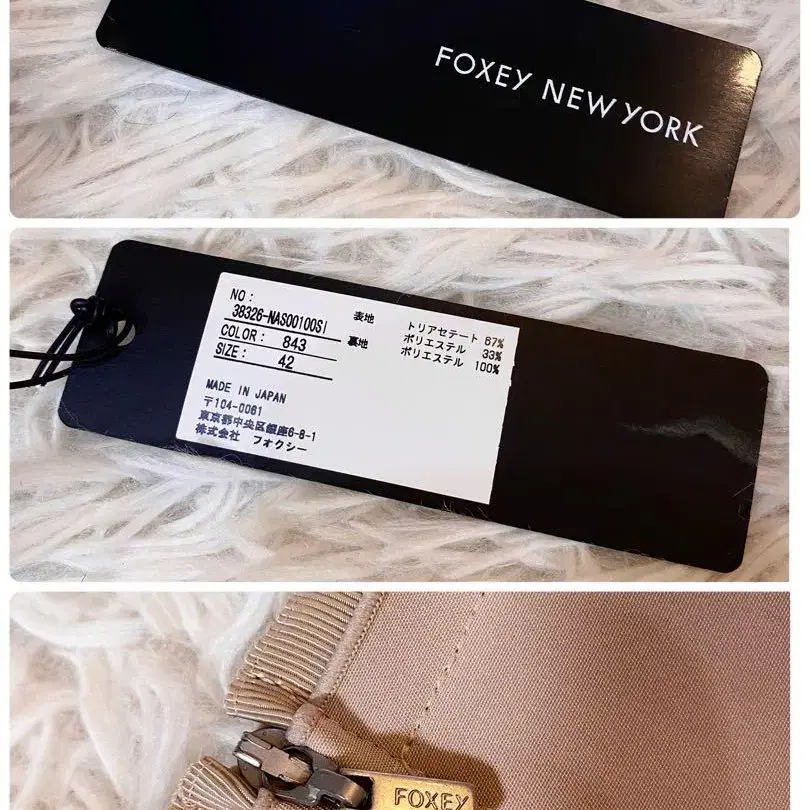 FOXEY NEW YORK
NO :
38326-NAS00100SI
COLOR: 843
SIZE: 42
表地 トリアセテート 67%
ポリエステル 33%
裏地 ポリエステル 100%
MADE IN JAPAN
〒104-0061
東京都中央区銀座6-8-1
株式会社 フォクシー
FOXEY